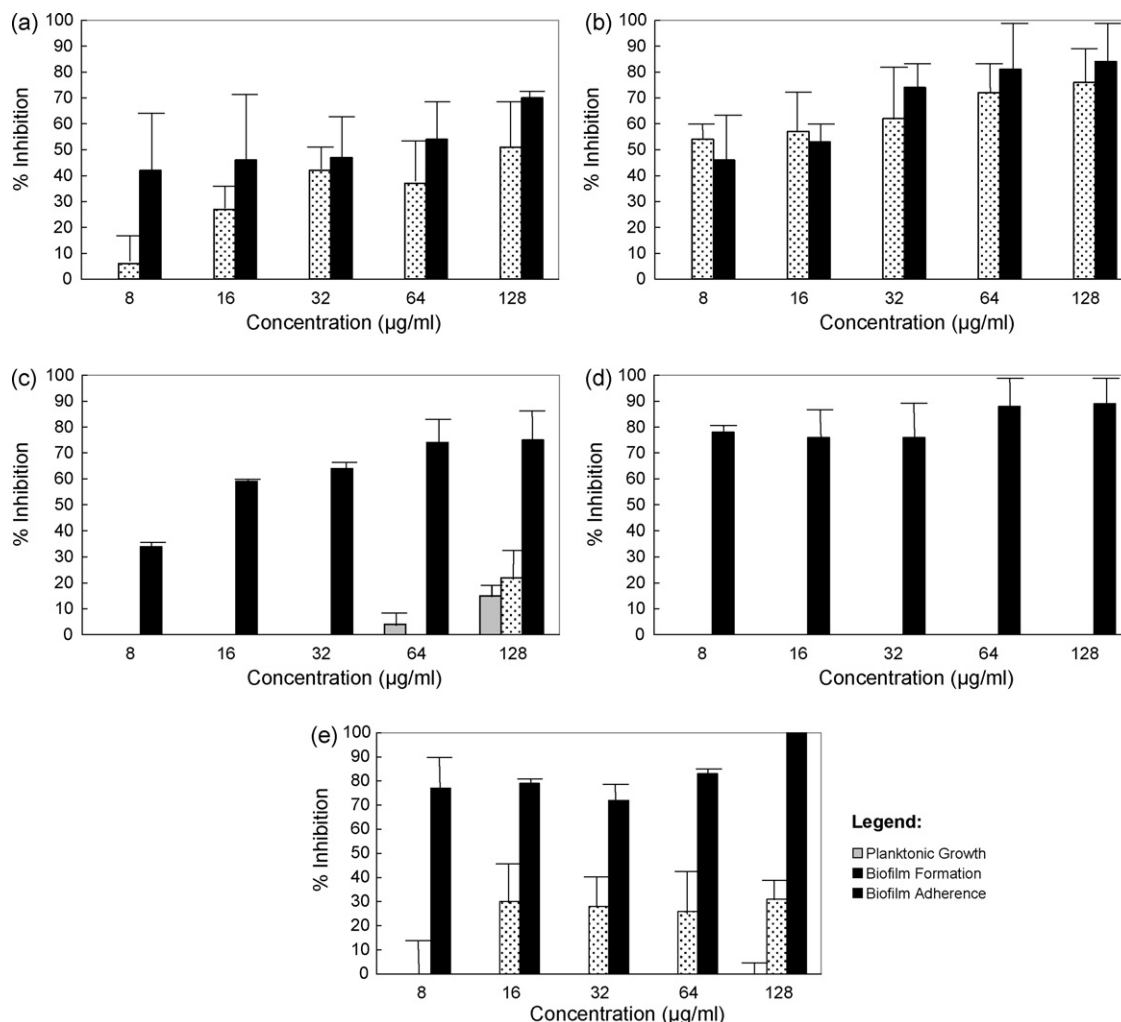 (a)
100
90
80
70
60
50
40
30
20
10
0
% Inhibition
8 16 32 64 128
Concentration (µg/ml)
(b)
100
90
80
70
60
50
40
30
20
10
0
% Inhibition
8 16 32 64 128
Concentration (µg/ml)
(c)
100
90
80
70
60
50
40
30
20
10
0
% Inhibition
8 16 32 64 128
Concentration (µg/ml)
(d)
100
90
80
70
60
50
40
30
20
10
0
% Inhibition
8 16 32 64 128
Concentration (µg/ml)
(e)
100
90
80
70
60
50
40
30
20
10
0
% Inhibition
8 16 32 64 128
Concentration (µg/ml)
Legend:
Planktonic Growth
Biofilm Formation
Biofilm Adherence